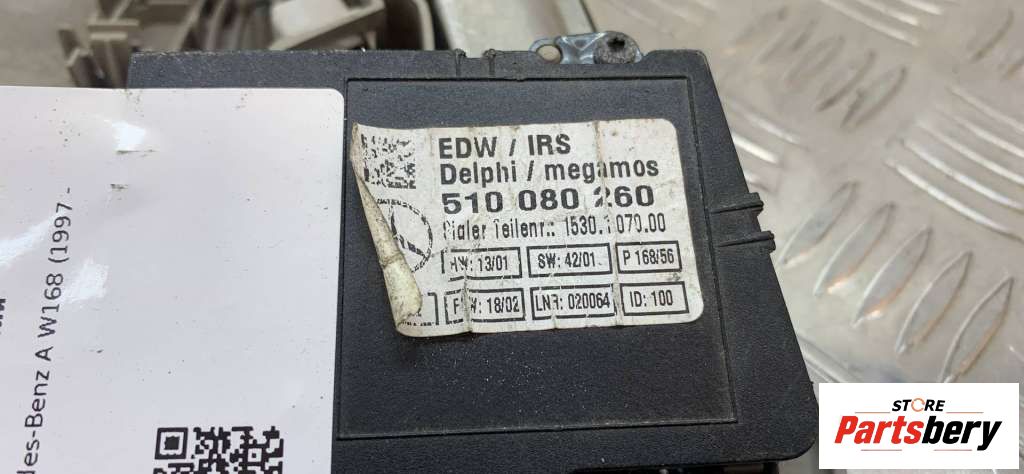 EDW / IRS
Delphi / megamos
510 080 260
Sigler Teilenr.: 1530.1070.00
HW: 13/01 SW: 42/01 P 168/56
18/02 LNR: 020064 ID: 100
des-Benz A W168 (1997 -
STORE
Partsbery